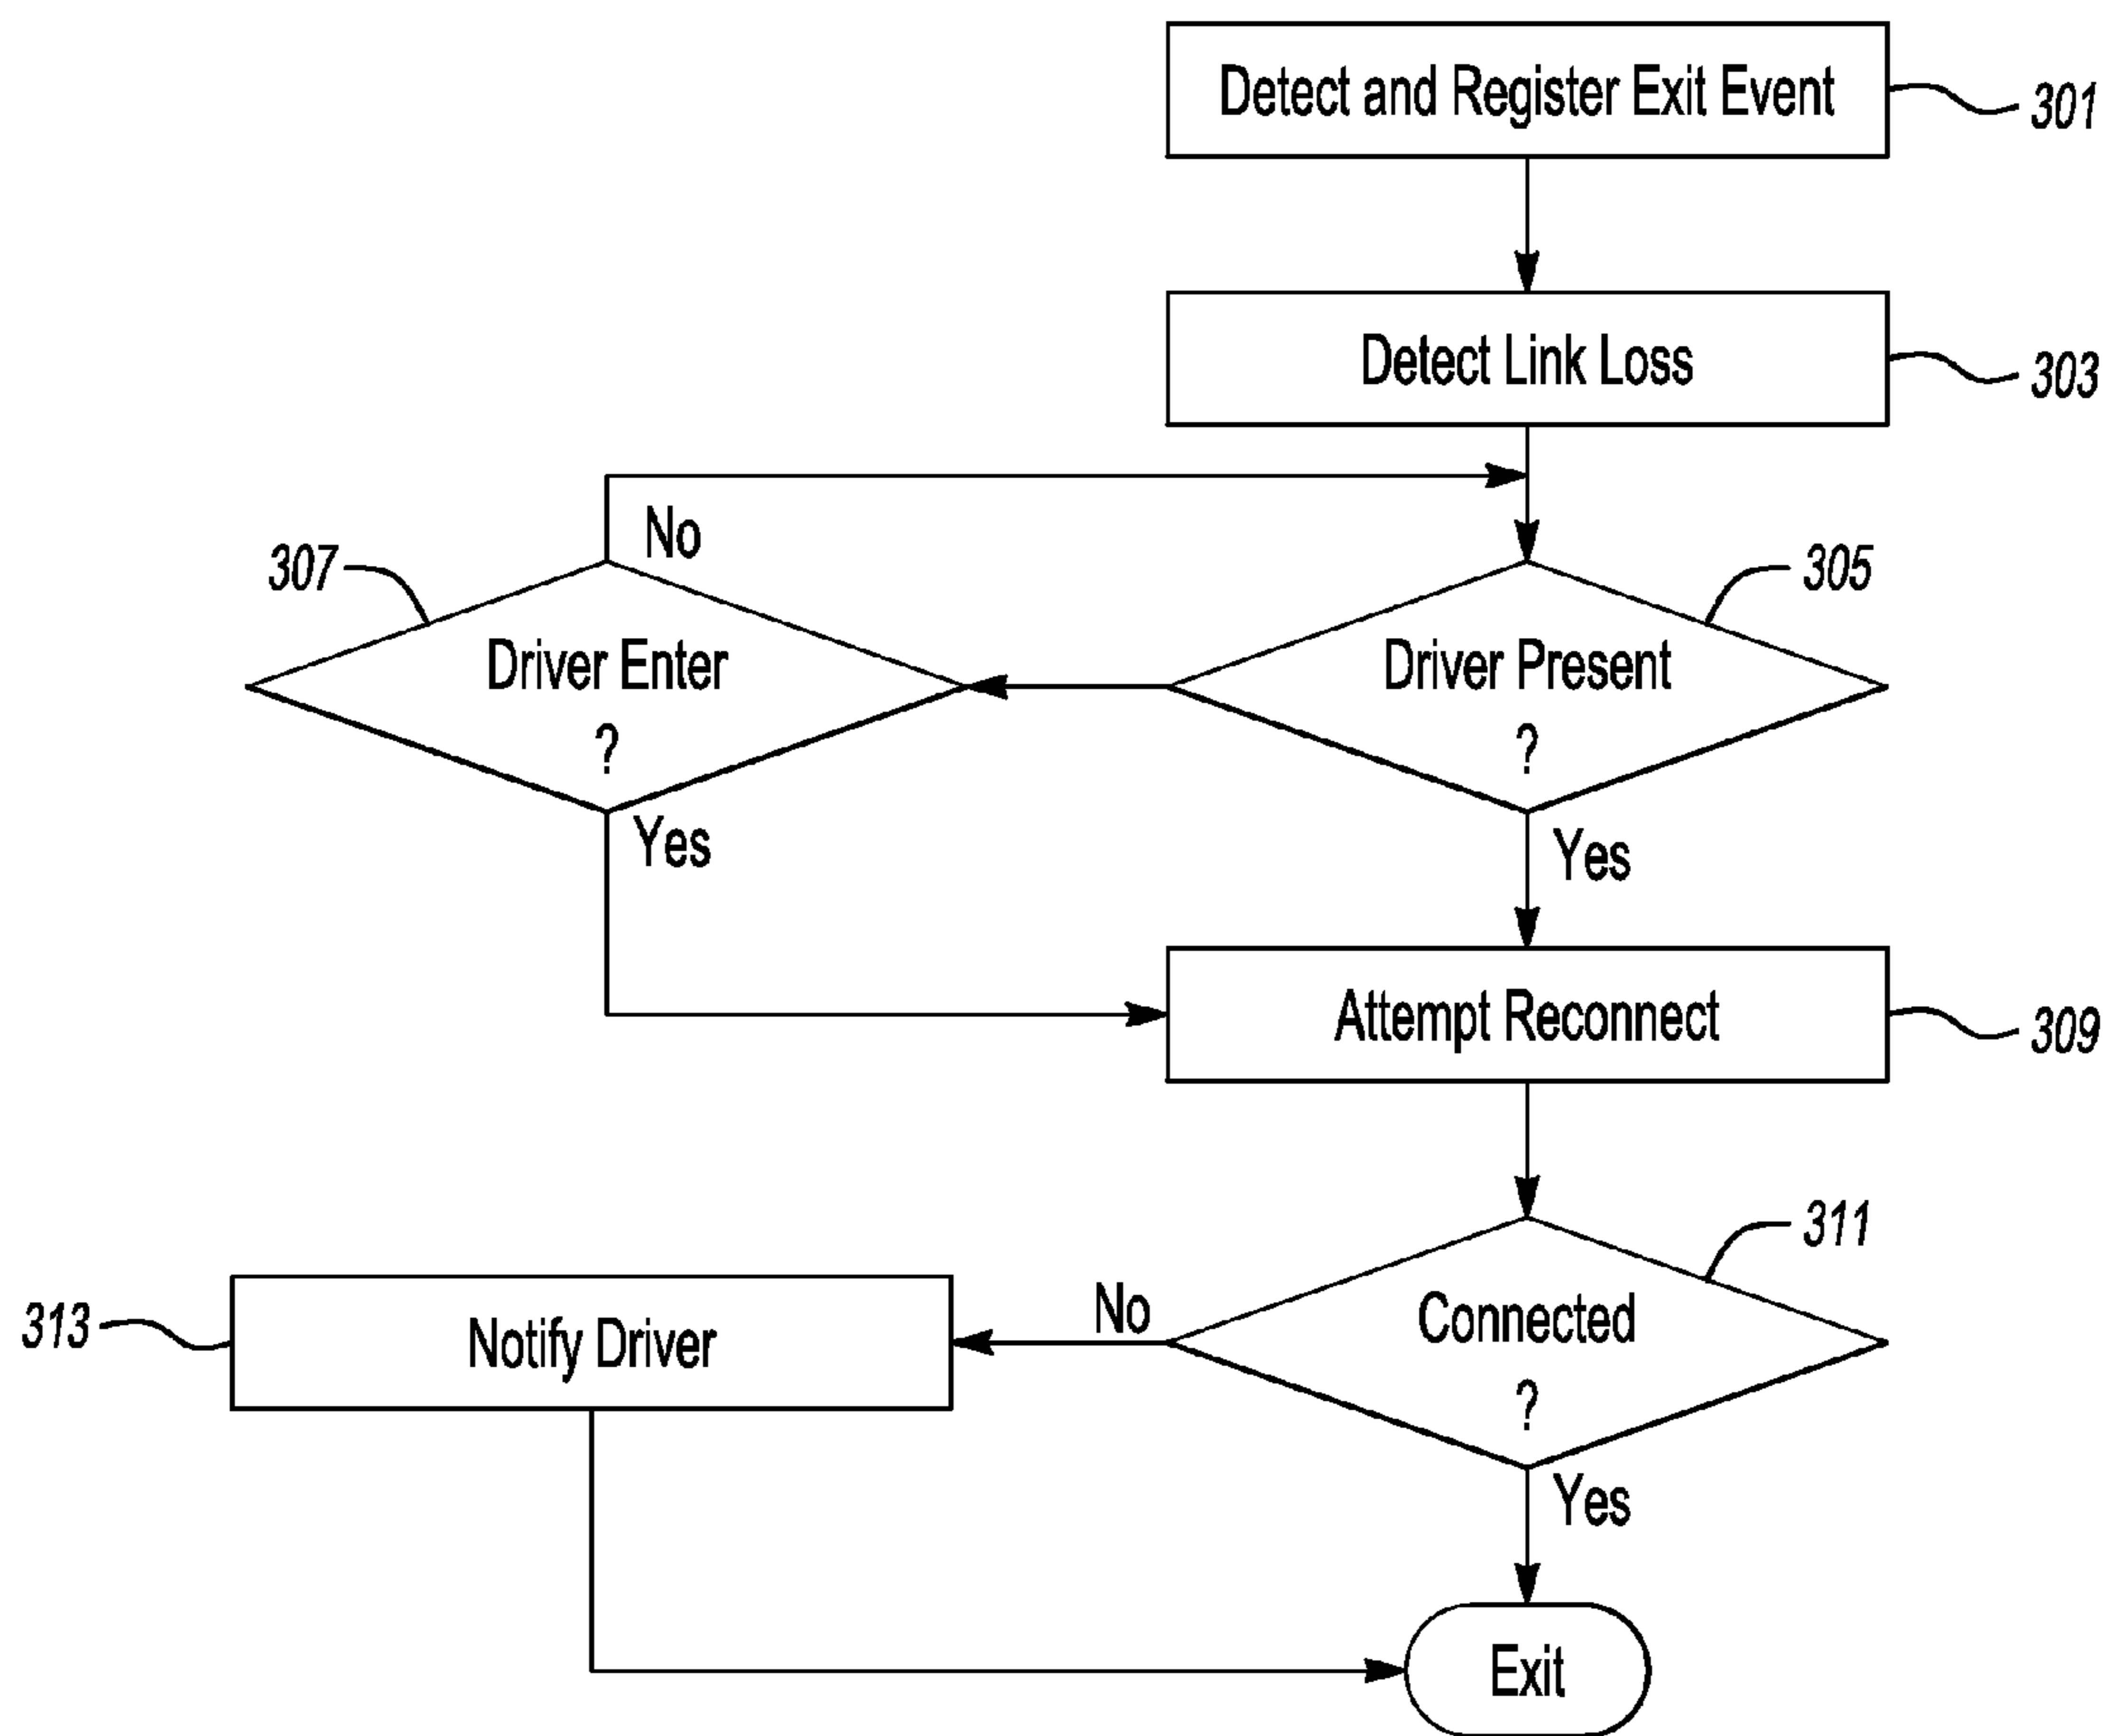 Detect and Register Exit Event
301
Detect Link Loss
303
No
307
305
Driver Enter
?
Driver Present
?
Yes
Yes
Attempt Reconnect
309
311
313
Notify Driver
No
Connected
?
Yes
Exit